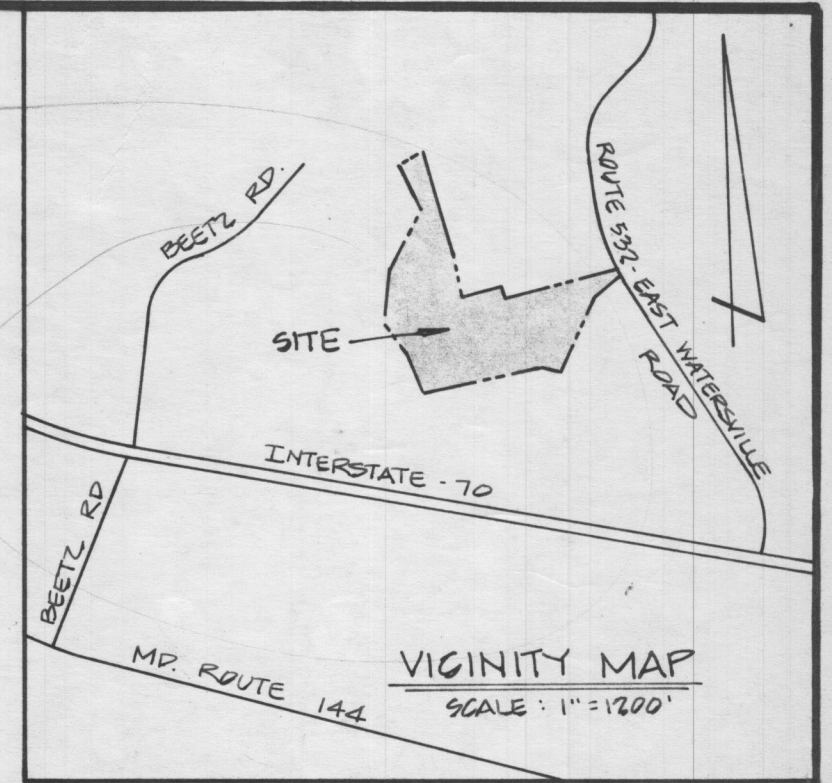 BEETZ RD.
ROUTE 532 - EAST WATERSVILLE
ROAD
SITE
INTERSTATE - 70
BEETZ RD
MD. ROUTE 144
VICINITY MAP
SCALE : 1" = 1200'